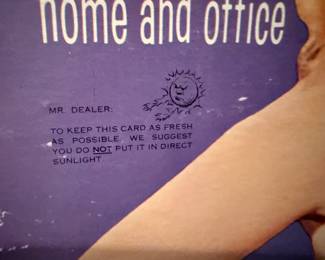 home and office
MR. DEALER:
TO KEEP THIS CARD AS FRESH
AS POSSIBLE, WE SUGGEST
YOU DO NOT PUT IT IN DIRECT
SUNLIGHT